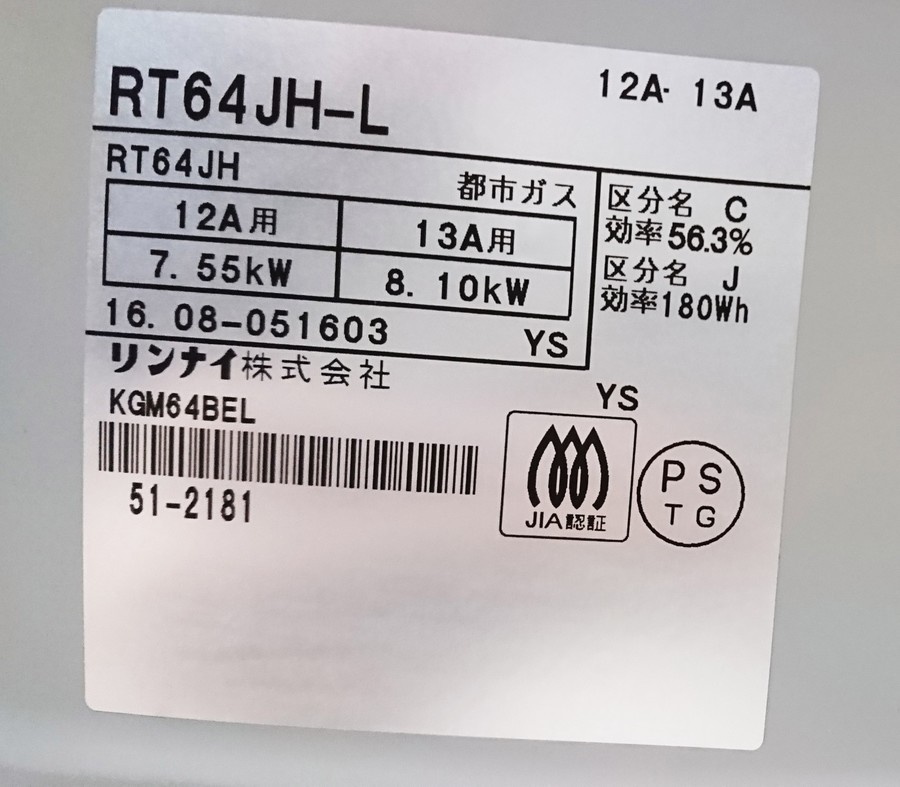 RT64JH-L
12A・13A
RT64JH
都市ガス
12A用 13A用
7.55kW 8.10kW
16.08-051603 YS
区分名 C
効率56.3%
区分名 J
効率180Wh
リンナイ株式会社
KGM64BEL
51-2181
YS
JIA認証
PS
TG